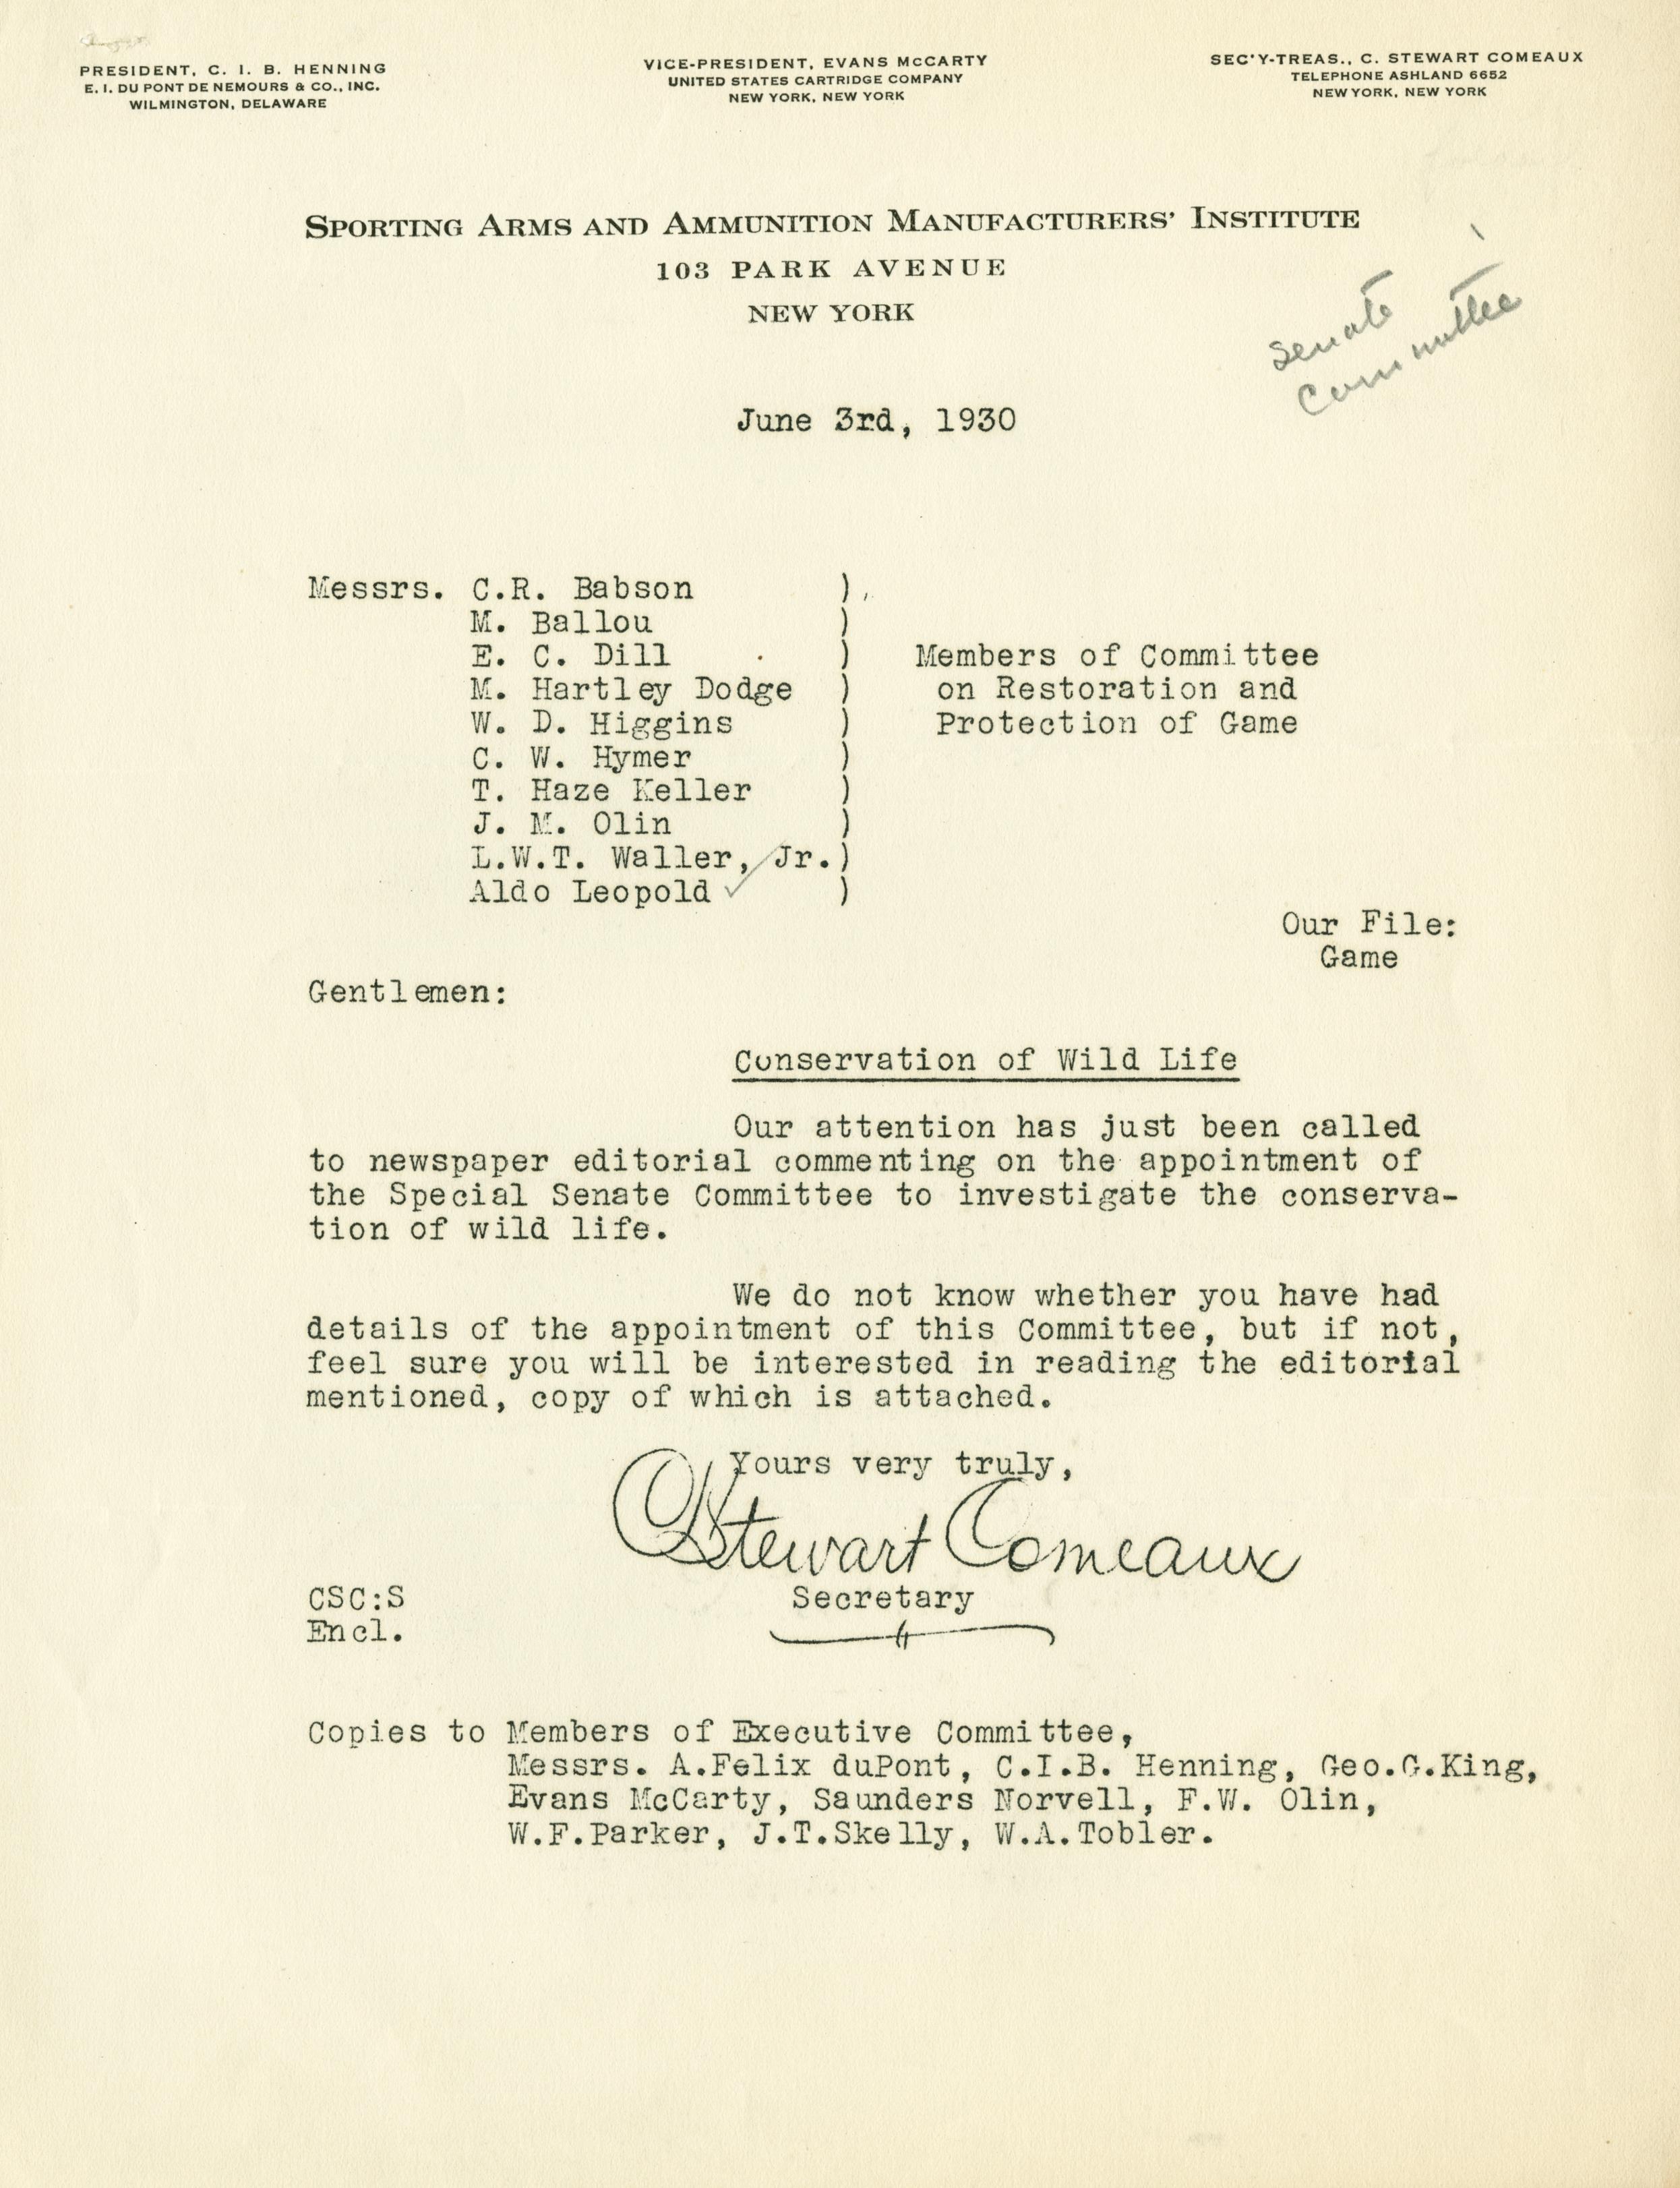 PRESIDENT, C. I. B. HENNING
E. I. DU PONT DE NEMOURS & CO., INC.
WILMINGTON, DELAWARE
VICE-PRESIDENT, EVANS McCARTY
UNITED STATES CARTRIDGE COMPANY
NEW YORK, NEW YORK
SEC'Y-TREAS., C. STEWART COMEAUX
TELEPHONE ASHLAND 6652
NEW YORK, NEW YORK
SPORTING ARMS AND AMMUNITION MANUFACTURERS' INSTITUTE
103 PARK AVENUE
NEW YORK
Senate
Committee
June 3rd, 1930
Messrs. C.R. Babson )
M. Ballou )
E. C. Dill ) Members of Committee
M. Hartley Dodge ) on Restoration and
W. D. Higgins ) Protection of Game
C. W. Hymer )
T. Haze Keller )
J. M. Olin )
L.W.T. Waller, Jr.)
Aldo Leopold ✓ )
Our File:
Game
Gentlemen:
Conservation of Wild Life
Our attention has just been called
to newspaper editorial commenting on the appointment of
the Special Senate Committee to investigate the conserva-
tion of wild life.
We do not know whether you have had
details of the appointment of this Committee, but if not,
feel sure you will be interested in reading the editorial
mentioned, copy of which is attached.
Yours very truly,
C Stewart Comeaux
CSC:S Secretary
Encl.
Copies to Members of Executive Committee,
Messrs. A.Felix duPont, C.I.B. Henning, Geo.G.King,
Evans McCarty, Saunders Norvell, F.W. Olin,
W.F.Parker, J.T.Skelly, W.A.Tobler.